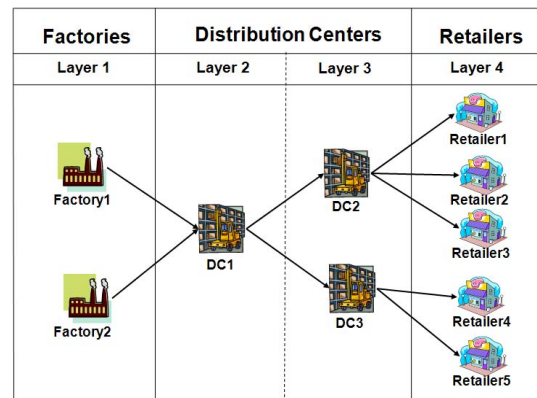 Factories Distribution Centers Retailers
Layer 1 Layer 2 Layer 3 Layer 4
Retailer1
Factory1
DC2
Retailer2
DC1
Retailer3
Factory2
DC3
Retailer4
Retailer5